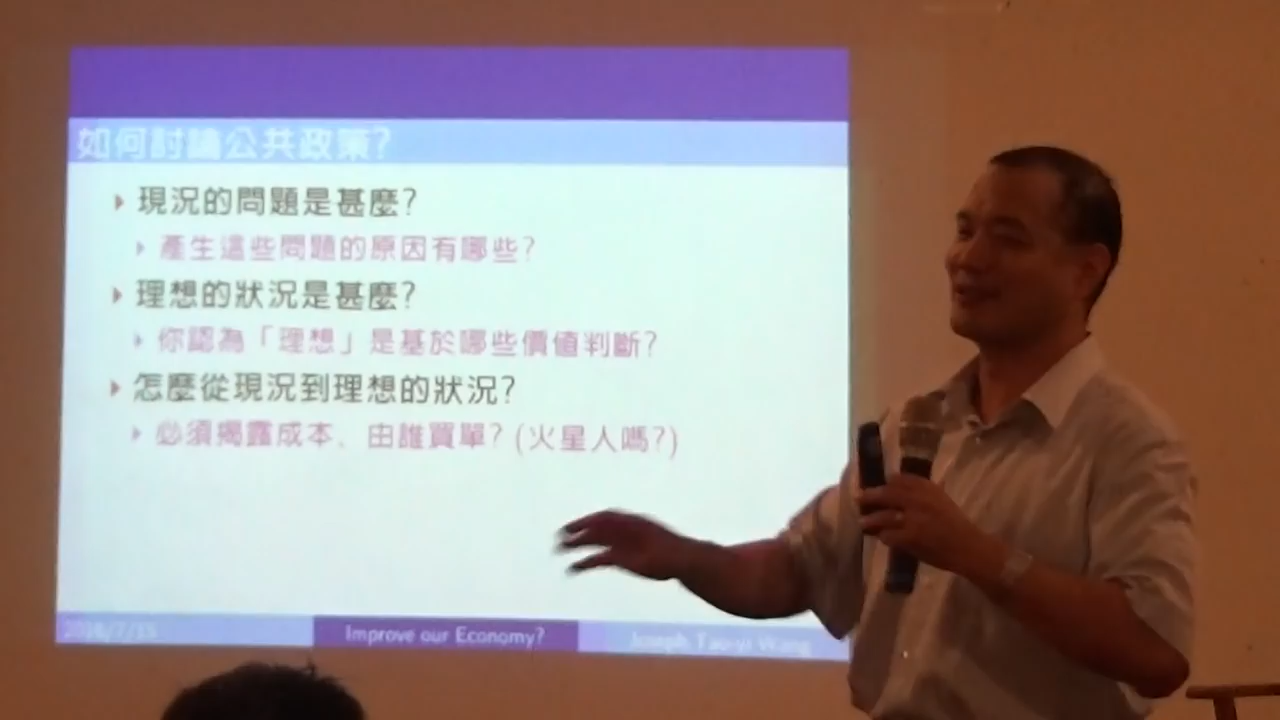 如何討論公共政策?
現況的問題是甚麼?
產生這些問題的原因有哪些?
理想的狀況是甚麼?
你認為「理想」是基於哪些價值判斷?
怎麼從現況到理想的狀況?
必須揭露成本、由誰買單? (火星人嗎?)
Improve our Economy?
Joseph Tao-yi Wang